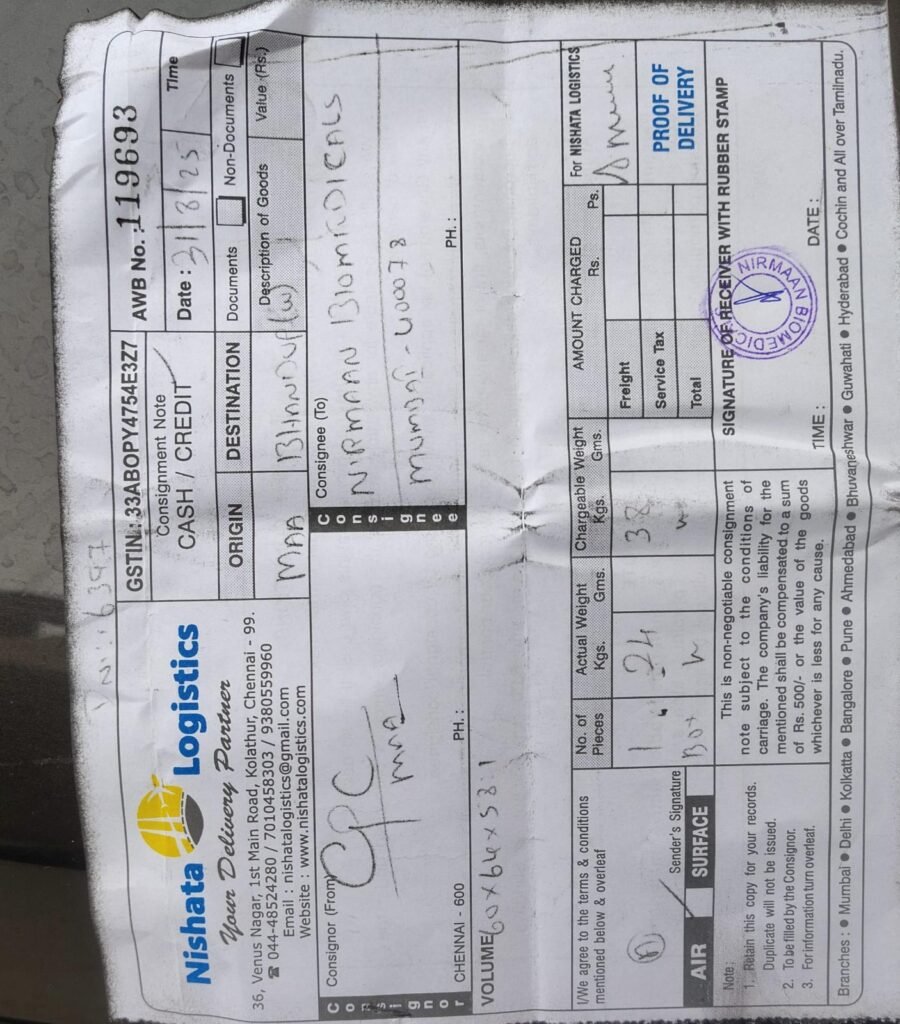 IN: 6397
Nishata Logistics
Your Delivery Partner
36, Venus Nagar, 1st Main Road, Kolathur, Chennai - 99.
☎ 044-48524280 / 7010458303 / 9380559960
Email : nishatalogistics@gmail.com
Website : www.nishatalogistics.com
GSTIN.: 33ABOPY4754E3Z7
Consignment Note
CASH / CREDIT
AWB No. :119693
Date : 31/8/25
Time
ORIGIN
DESTINATION
Documents
Non-Documents
MAA
BHANDUP(W)
Description of Goods
Value (Rs.)
Consignor
Consignor (From)
CPC
MAA
CHENNAI - 600
PH.:
Consignee
Consignee (To)
NIRMAAN BIOMIRDICALS
MUMBAI - 400078
PH.:
VOLUME 60 x 64 x 53 : 1
I/We agree to the terms & conditions
mentioned below & overleaf
Sender's Signature
AIR
SURFACE
No. of
Pieces
Actual Weight
Kgs. Gms.
Chargeable Weight
Kgs. Gms.
AMOUNT CHARGED
Rs. Ps.
1
24
38
Box
Freight
Service Tax
Total
For NISHATA LOGISTICS
PROOF OF
DELIVERY
Note:
1. Retain this copy for your records.
Duplicate will not be issued.
2. To be filled by the Consignor.
3. For information turn overleaf.
This is non-negotiable consignment
note subject to the conditions of
carriage. The company's liability for the
mentioned shall be compensated to a sum
of Rs. 500/- or the value of the goods
whichever is less for any cause.
SIGNATURE OF RECEIVER WITH RUBBER STAMP
NIRMAAN BIOMEDIC
TIME :
DATE :
Branches : ● Mumbai ● Delhi ● Kolkatta ● Bangalore ● Pune ● Ahmedabad ● Bhuvaneshwar ● Guwahati ● Hyderabad ● Cochin and All over Tamilnadu.